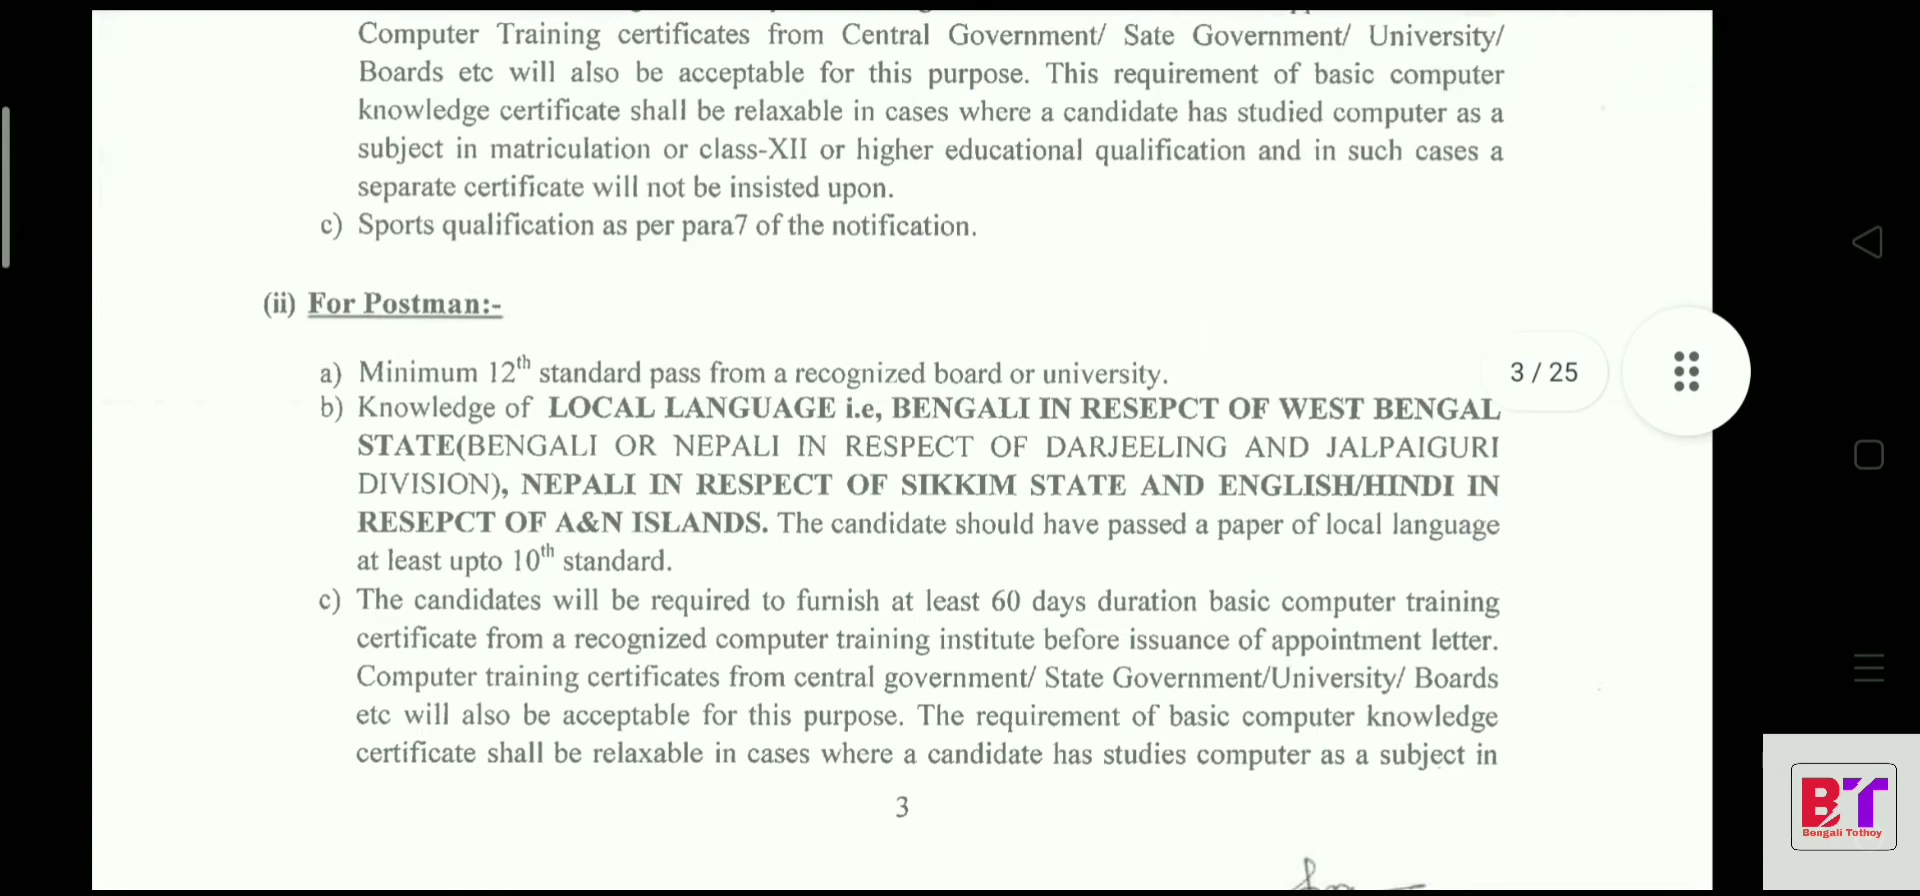 Computer Training certificates from Central Government/ Sate Government/ University/
Boards etc will also be acceptable for this purpose. This requirement of basic computer
knowledge certificate shall be relaxable in cases where a candidate has studied computer as a
subject in matriculation or class-XII or higher educational qualification and in such cases a
separate certificate will not be insisted upon.
c) Sports qualification as per para7 of the notification.
(ii) For Postman:-
a) Minimum 12th standard pass from a recognized board or university.
b) Knowledge of LOCAL LANGUAGE i.e, BENGALI IN RESEPCT OF WEST BENGAL
STATE(BENGALI OR NEPALI IN RESPECT OF DARJEELING AND JALPAIGURI
DIVISION), NEPALI IN RESPECT OF SIKKIM STATE AND ENGLISH/HINDI IN
RESEPCT OF A&N ISLANDS. The candidate should have passed a paper of local language
at least upto 10th standard.
c) The candidates will be required to furnish at least 60 days duration basic computer training
certificate from a recognized computer training institute before issuance of appointment letter.
Computer training certificates from central government/ State Government/University/ Boards
etc will also be acceptable for this purpose. The requirement of basic computer knowledge
certificate shall be relaxable in cases where a candidate has studies computer as a subject in
3
3 / 25
BT
Bengali Tothoy